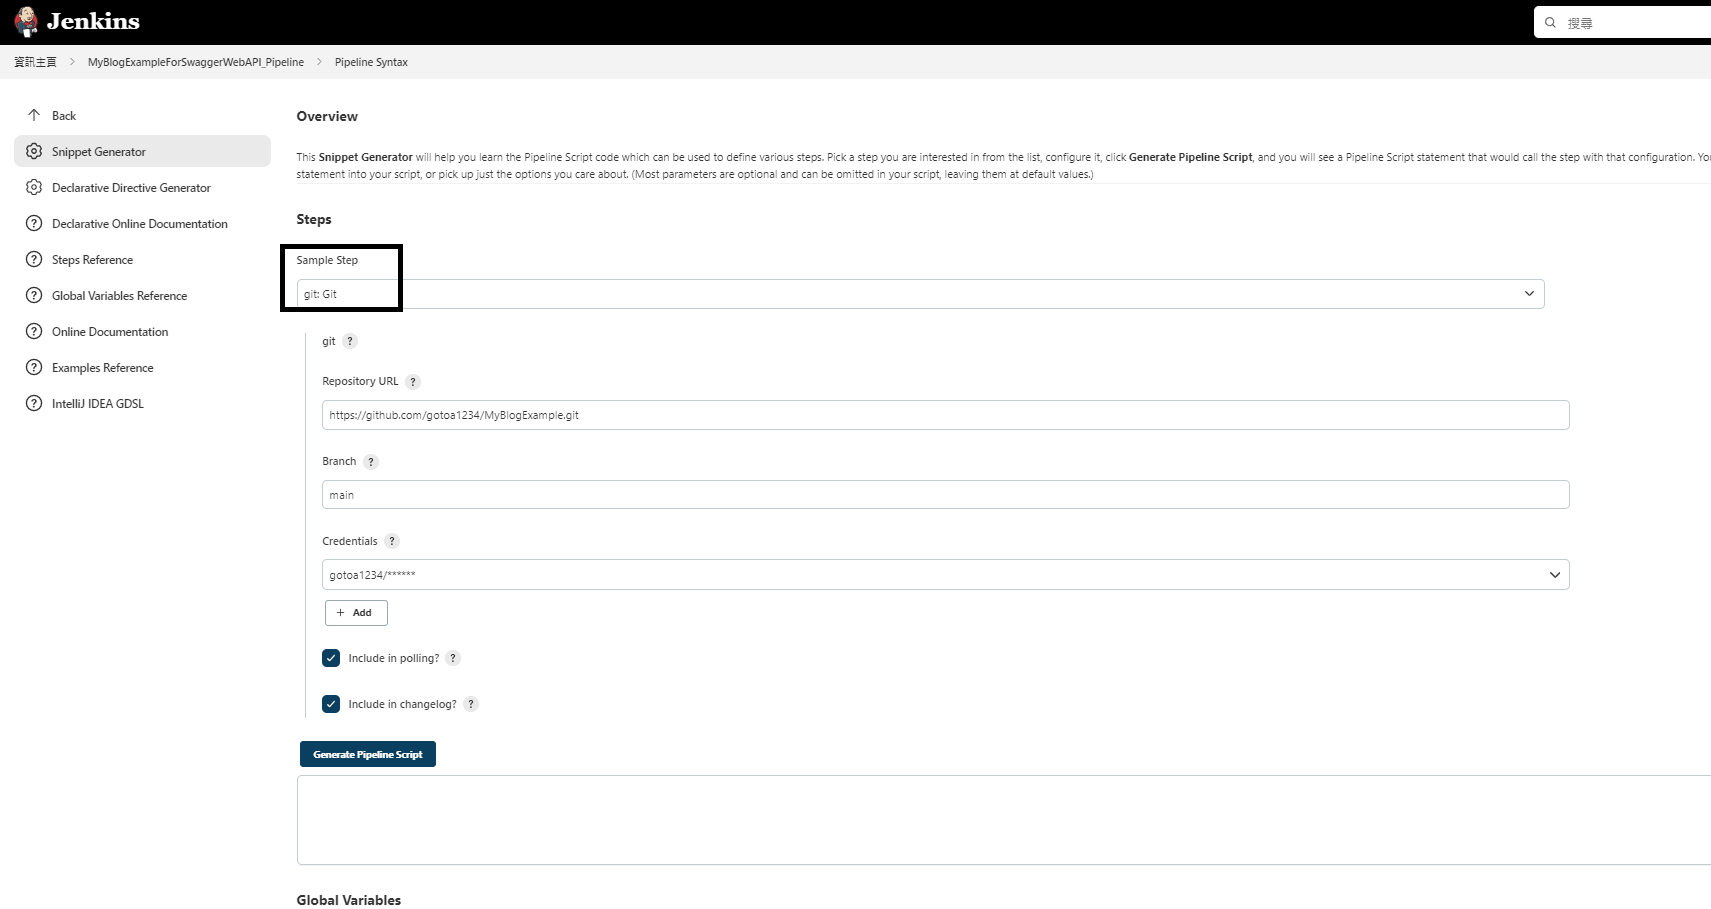 Jenkins
搜尋
資訊主頁 > MyBlogExampleForSwaggerWebAPI_Pipeline > Pipeline Syntax
Back
Snippet Generator
Declarative Directive Generator
Declarative Online Documentation
Steps Reference
Global Variables Reference
Online Documentation
Examples Reference
IntelliJ IDEA GDSL
Overview
This Snippet Generator will help you learn the Pipeline Script code which can be used to define various steps. Pick a step you are interested in from the list, configure it, click Generate Pipeline Script, and you will see a Pipeline Script statement that would call the step with that configuration. Yo
statement into your script, or pick up just the options you care about. (Most parameters are optional and can be omitted in your script, leaving them at default values.)
Steps
Sample Step
git: Git
git ?
Repository URL ?
https://github.com/gotoa1234/MyBlogExample.git
Branch ?
main
Credentials ?
gotoa1234/******
+ Add
Include in polling? ?
Include in changelog? ?
Generate Pipeline Script
Global Variables